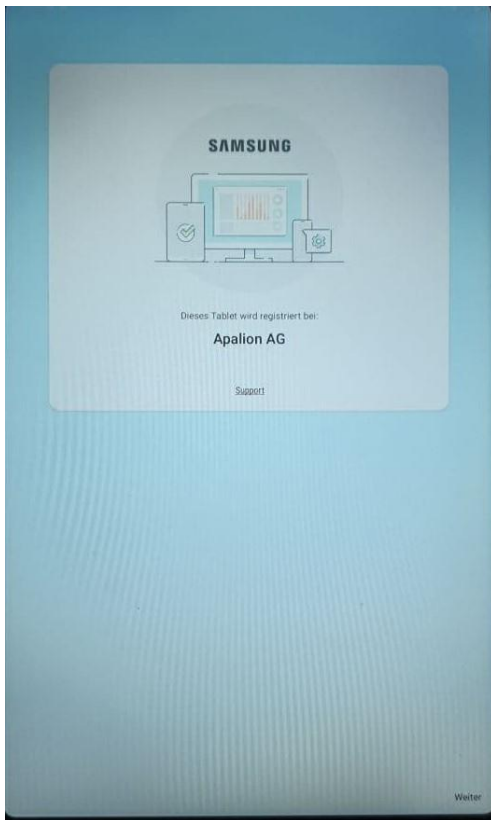 SAMSUNG
Dieses Tablet wird registriert bei:
Apalion AG
Support
Weiter